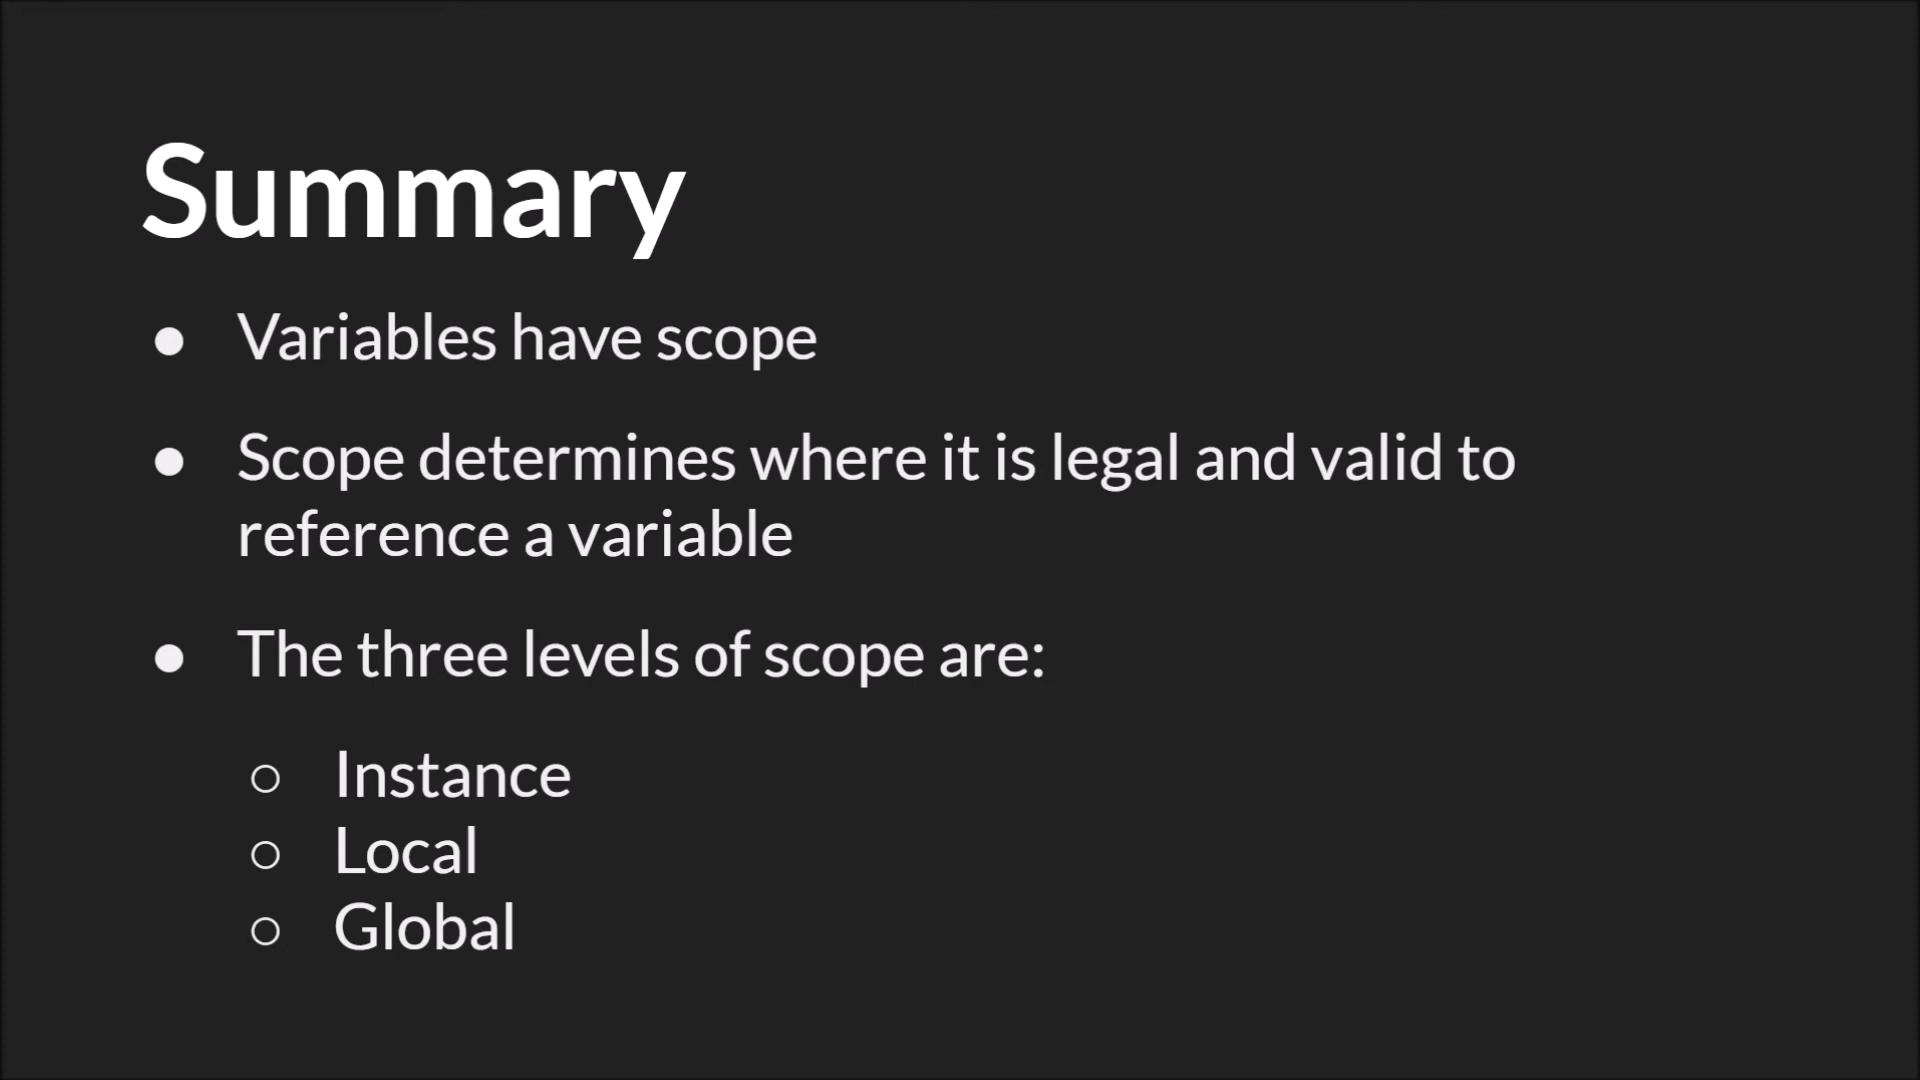 Summary
● Variables have scope
● Scope determines where it is legal and valid to
reference a variable
● The three levels of scope are:
○ Instance
○ Local
○ Global